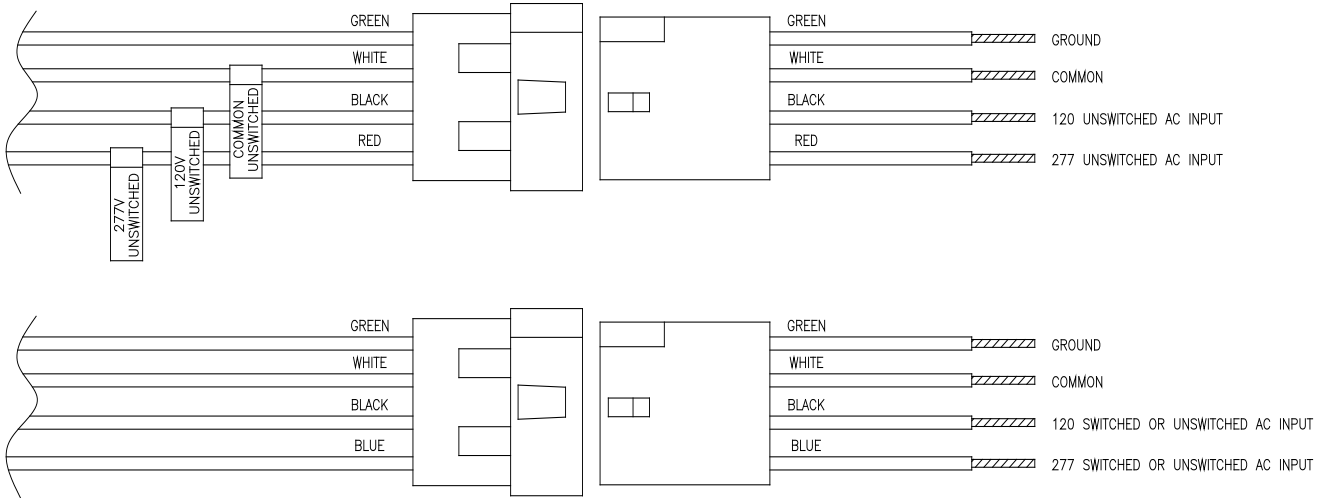 GREEN
GREEN
GROUND
WHITE
WHITE
COMMON
BLACK
BLACK
120 UNSWITCHED AC INPUT
RED
RED
277 UNSWITCHED AC INPUT
COMMON
UNSWITCHED
120V
UNSWITCHED
277V
UNSWITCHED
GREEN
GREEN
GROUND
WHITE
WHITE
COMMON
BLACK
BLACK
120 SWITCHED OR UNSWITCHED AC INPUT
BLUE
BLUE
277 SWITCHED OR UNSWITCHED AC INPUT